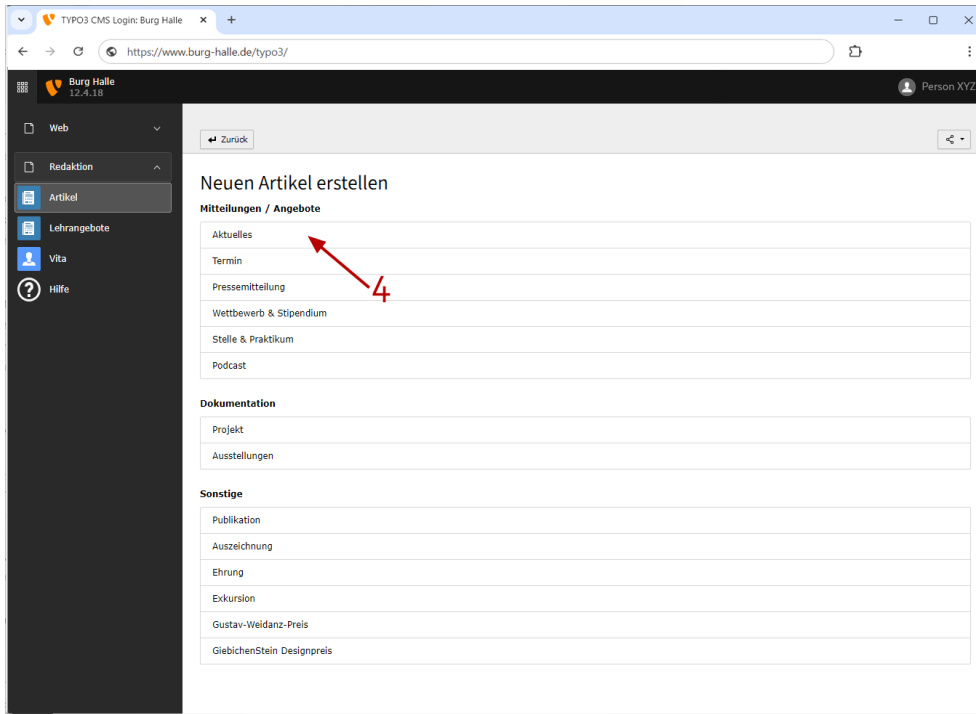 TYPO3 CMS Login: Burg Halle
https://www.burg-halle.de/typo3/
Burg Halle
12.4.18
Person XYZ
Web
Zurück
Redaktion
Artikel
Lehrangebote
Vita
Hilfe
Neuen Artikel erstellen
Mitteilungen / Angebote
Aktuelles
Termin
4
Pressemitteilung
Wettbewerb & Stipendium
Stelle & Praktikum
Podcast
Dokumentation
Projekt
Ausstellungen
Sonstige
Publikation
Auszeichnung
Ehrung
Exkursion
Gustav-Weidanz-Preis
GiebichenStein Designpreis